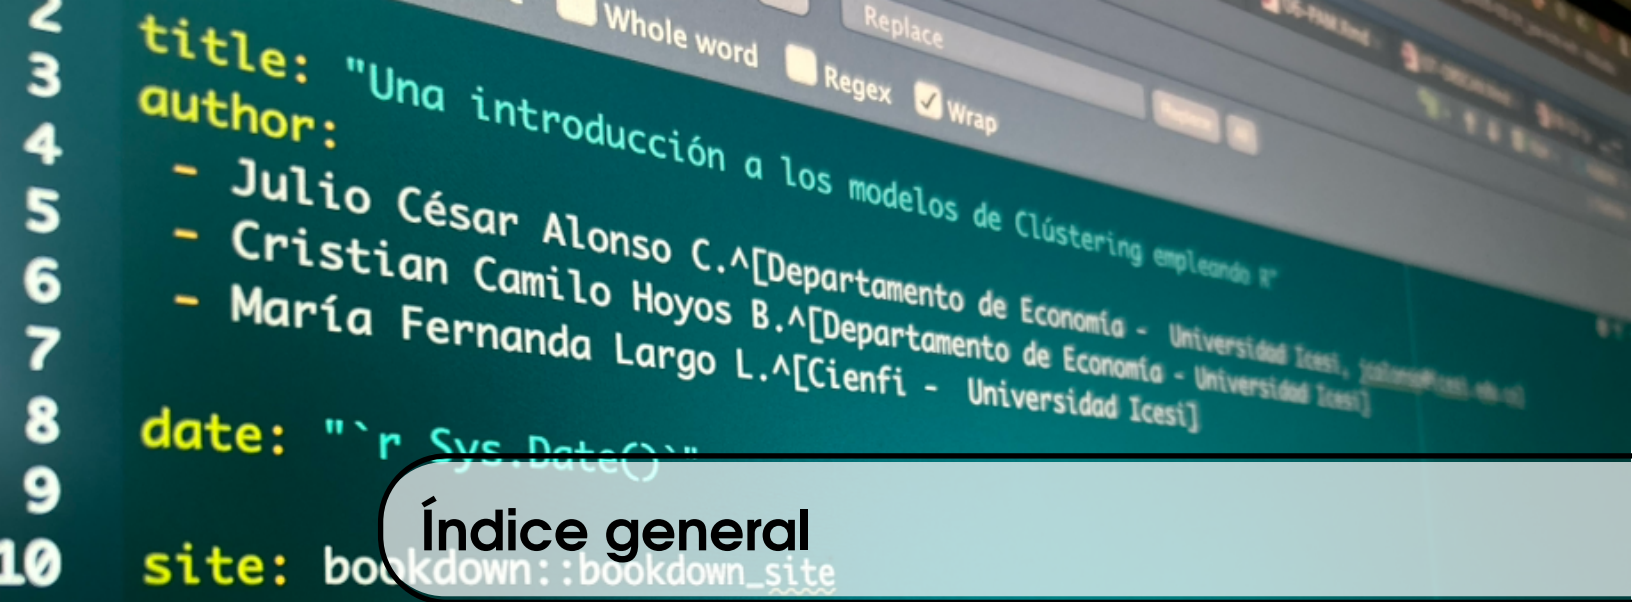 Whole word
Replace
Regex
Wrap
2
3
title: "Una introducción a los modelos de Clústering empleando R"
4
author:
5
- Julio César Alonso C.^[Departamento de Economía - Universidad Icesi,
6
- Cristian Camilo Hoyos B.^[Departamento de Economía - Universidad Icesi]
7
- María Fernanda Largo L.^[Cienfi - Universidad Icesi]
8
date: "`r Sys.Date()`"
9
10
site: bookdown::bookdown_site
Índice general